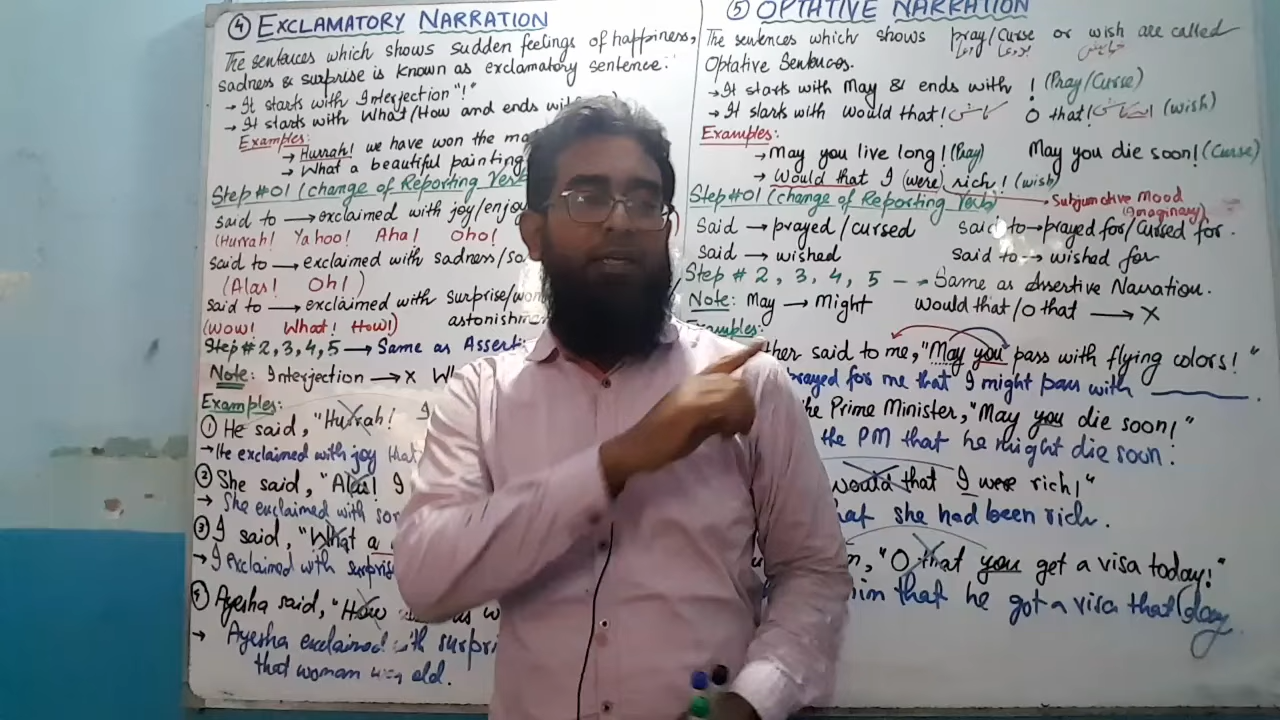 ④ EXCLAMATORY NARRATION
The sentences which shows sudden feelings of happiness,
sadness & surprise is known as exclamatory sentence.
→ It starts with Interjection "!"
→ It starts with What/How and ends
Examples:
→ Hurrah! we have won the
→ What a beautiful painting
Step #01 (change of Reporting Verb
said to → exclaimed with joy/
(Hurrah! Yahoo! Aha! Oho!
said to → exclaimed with sadness/
(Alas! Oh!)
said to → exclaimed with surprise/
(Wow! What! How!)
Step #2,3,4,5 → Same as
Note: Interjection → X
Examples:
① He said, "Hurrah!
→ He exclaimed with joy that
② She said, "Alas! I
→ She exclaimed with
③ I said, "What a
→ I exclaimed with
④ Ayesha said, "How
→ Ayesha exclaimed with
that woman was old.
⑤ OPTATIVE NARRATION
The sentences which shows pray/curse or wish are called
Optative Sentences.
→ It starts with May & ends with ! (Pray/Curse)
→ It starts with would that! کاش O that! (wish)
Examples:
→ May you live long! (Pray) May you die soon! (Curse)
→ Would that I (were) rich! (wish)
→ Subjunctive Mood
(Imaginary)
Step #01 (change of Reporting Verb)
said → prayed/cursed said to → prayed for/cursed for.
said → wished said to → wished for
Step # 2, 3, 4, 5 → Same as Assertive Narration.
Note: May → Might would that/O that → X
Examples:
said to me, "May you pass with flying colors!"
prayed for me that I might pass with
Prime Minister, "May you die soon!"
the PM that he might die soon.
would that I were rich!"
she had been rich.
"O that you get a visa today!"
him that he got a visa that day.